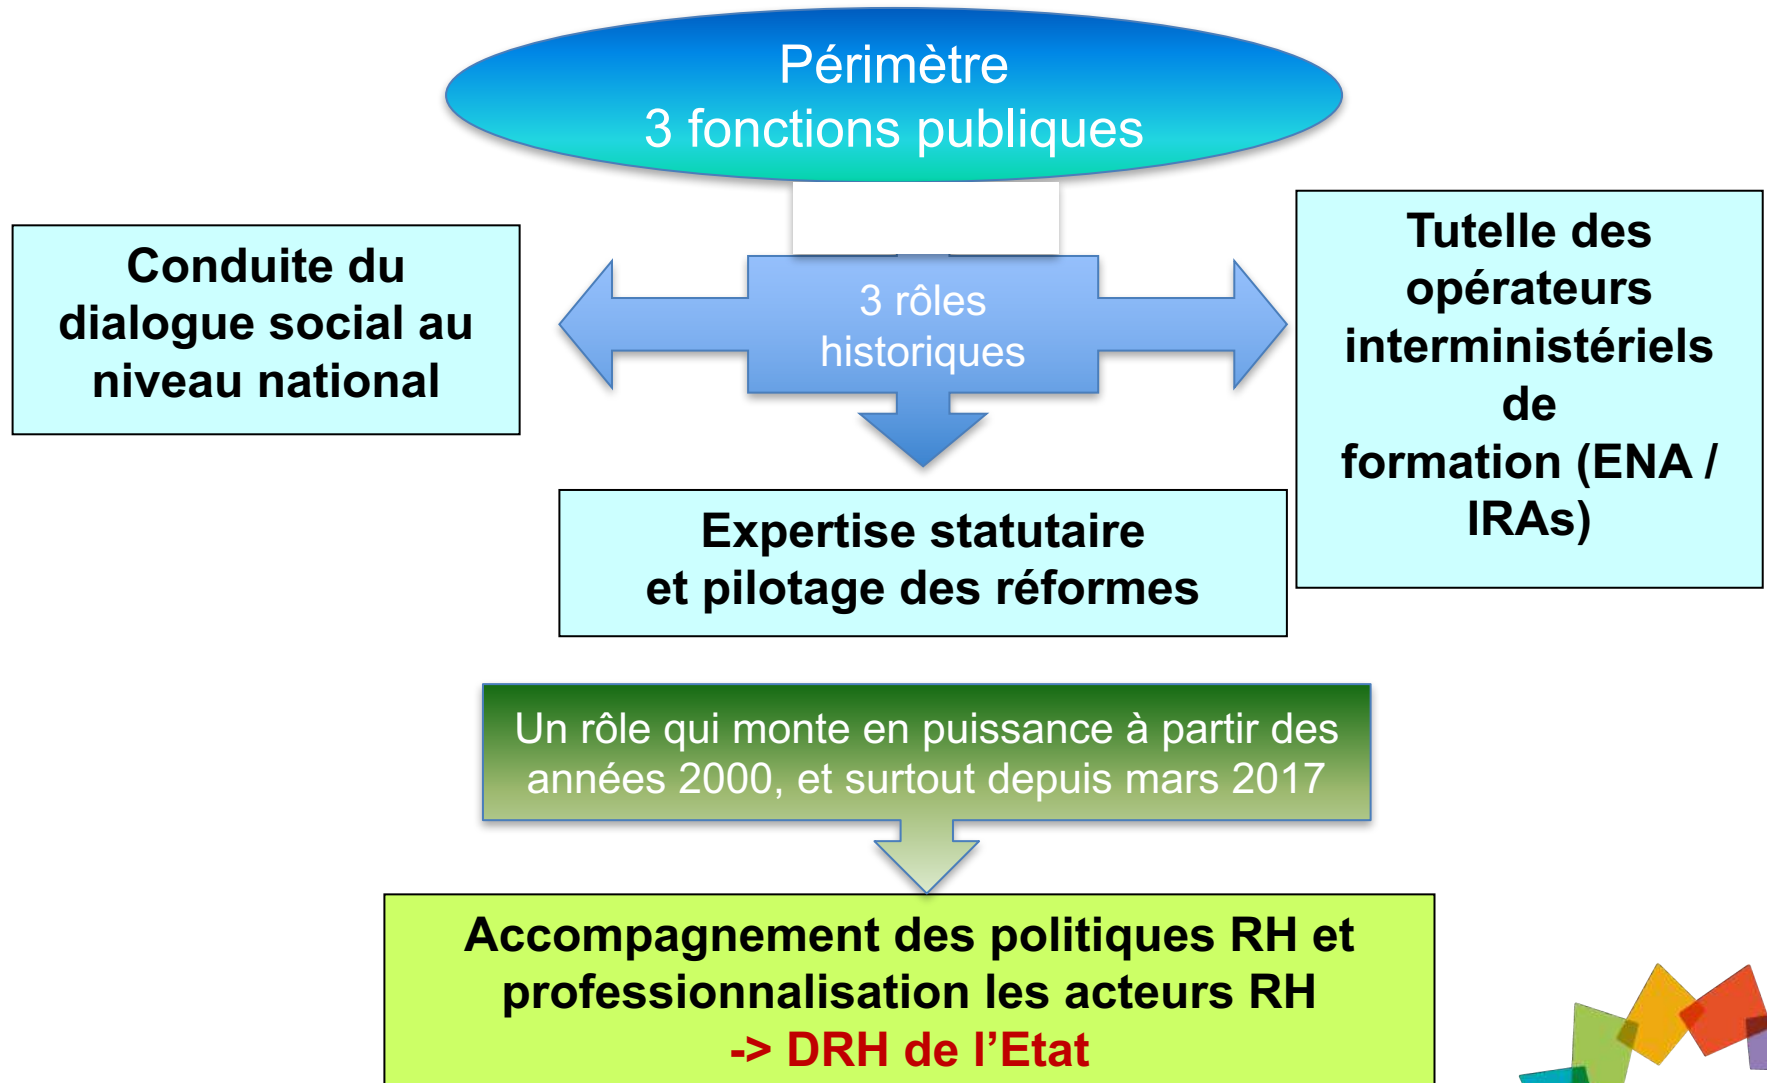 Périmètre
3 fonctions publiques
Conduite du
dialogue social au
niveau national
3 rôles
historiques
Tutelle des
opérateurs
interministériels
de
formation (ENA /
IRAs)
Expertise statutaire
et pilotage des réformes
Un rôle qui monte en puissance à partir des
années 2000, et surtout depuis mars 2017
Accompagnement des politiques RH et
professionnalisation les acteurs RH
-> DRH de l’Etat